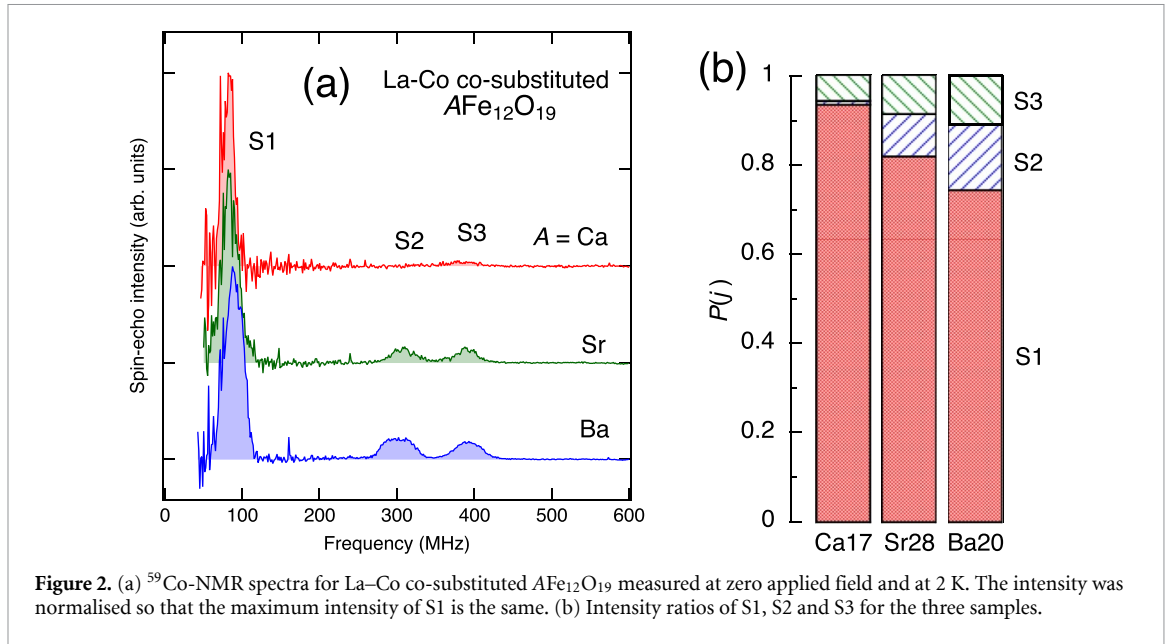 (a)
La-Co co-substituted
AFe₁₂O₁₉
S1
S2
S3
A = Ca
Sr
Ba
Spin-echo intensity (arb. units)
0 100 200 300 400 500 600
Frequency (MHz)
(b)
1
0.8
0.6
0.4
0.2
0
P(j)
S3
S2
S1
Ca17 Sr28 Ba20
Figure 2. (a) ⁵⁹Co-NMR spectra for La–Co co-substituted AFe₁₂O₁₉ measured at zero applied field and at 2 K. The intensity was
normalised so that the maximum intensity of S1 is the same. (b) Intensity ratios of S1, S2 and S3 for the three samples.